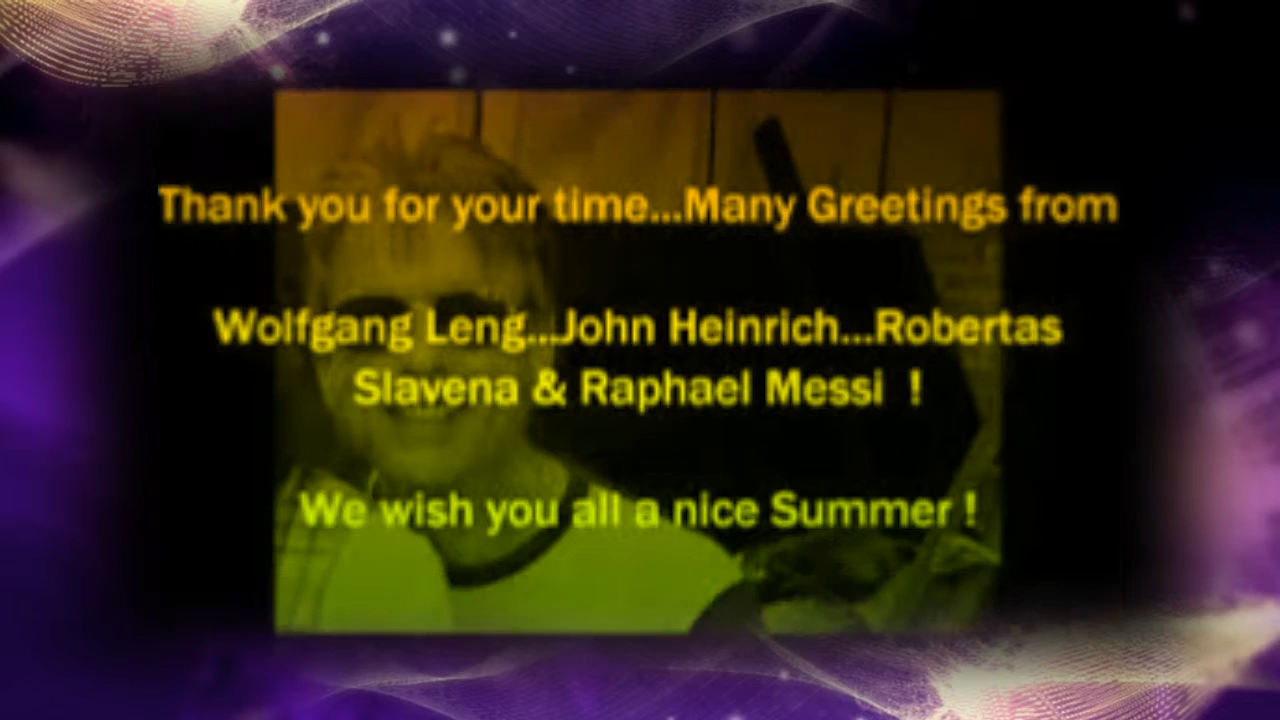 Thank you for your time...Many Greetings from
Wolfgang Leng...John Heinrich...Robertas
Slavena & Raphael Messi !
We wish you all a nice Summer !